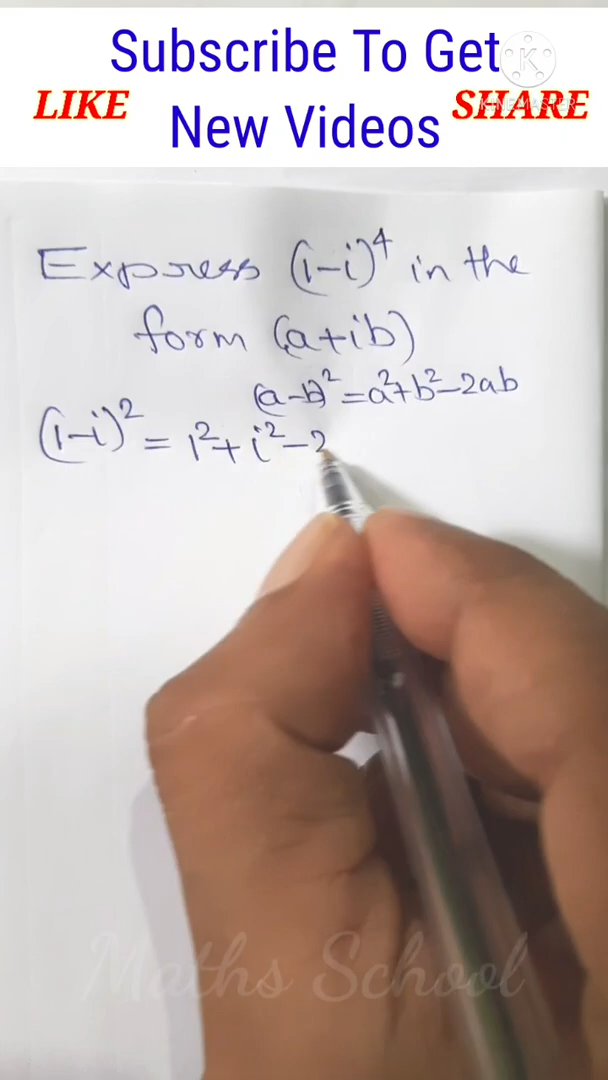 Subscribe To Get
LIKE
SHARE
New Videos
KINEMASTER
Express (1-i)⁴ in the
form (a+ib)
(a-b)²=a²+b²-2ab
(1-i)² = 1²+i²-2
Maths School